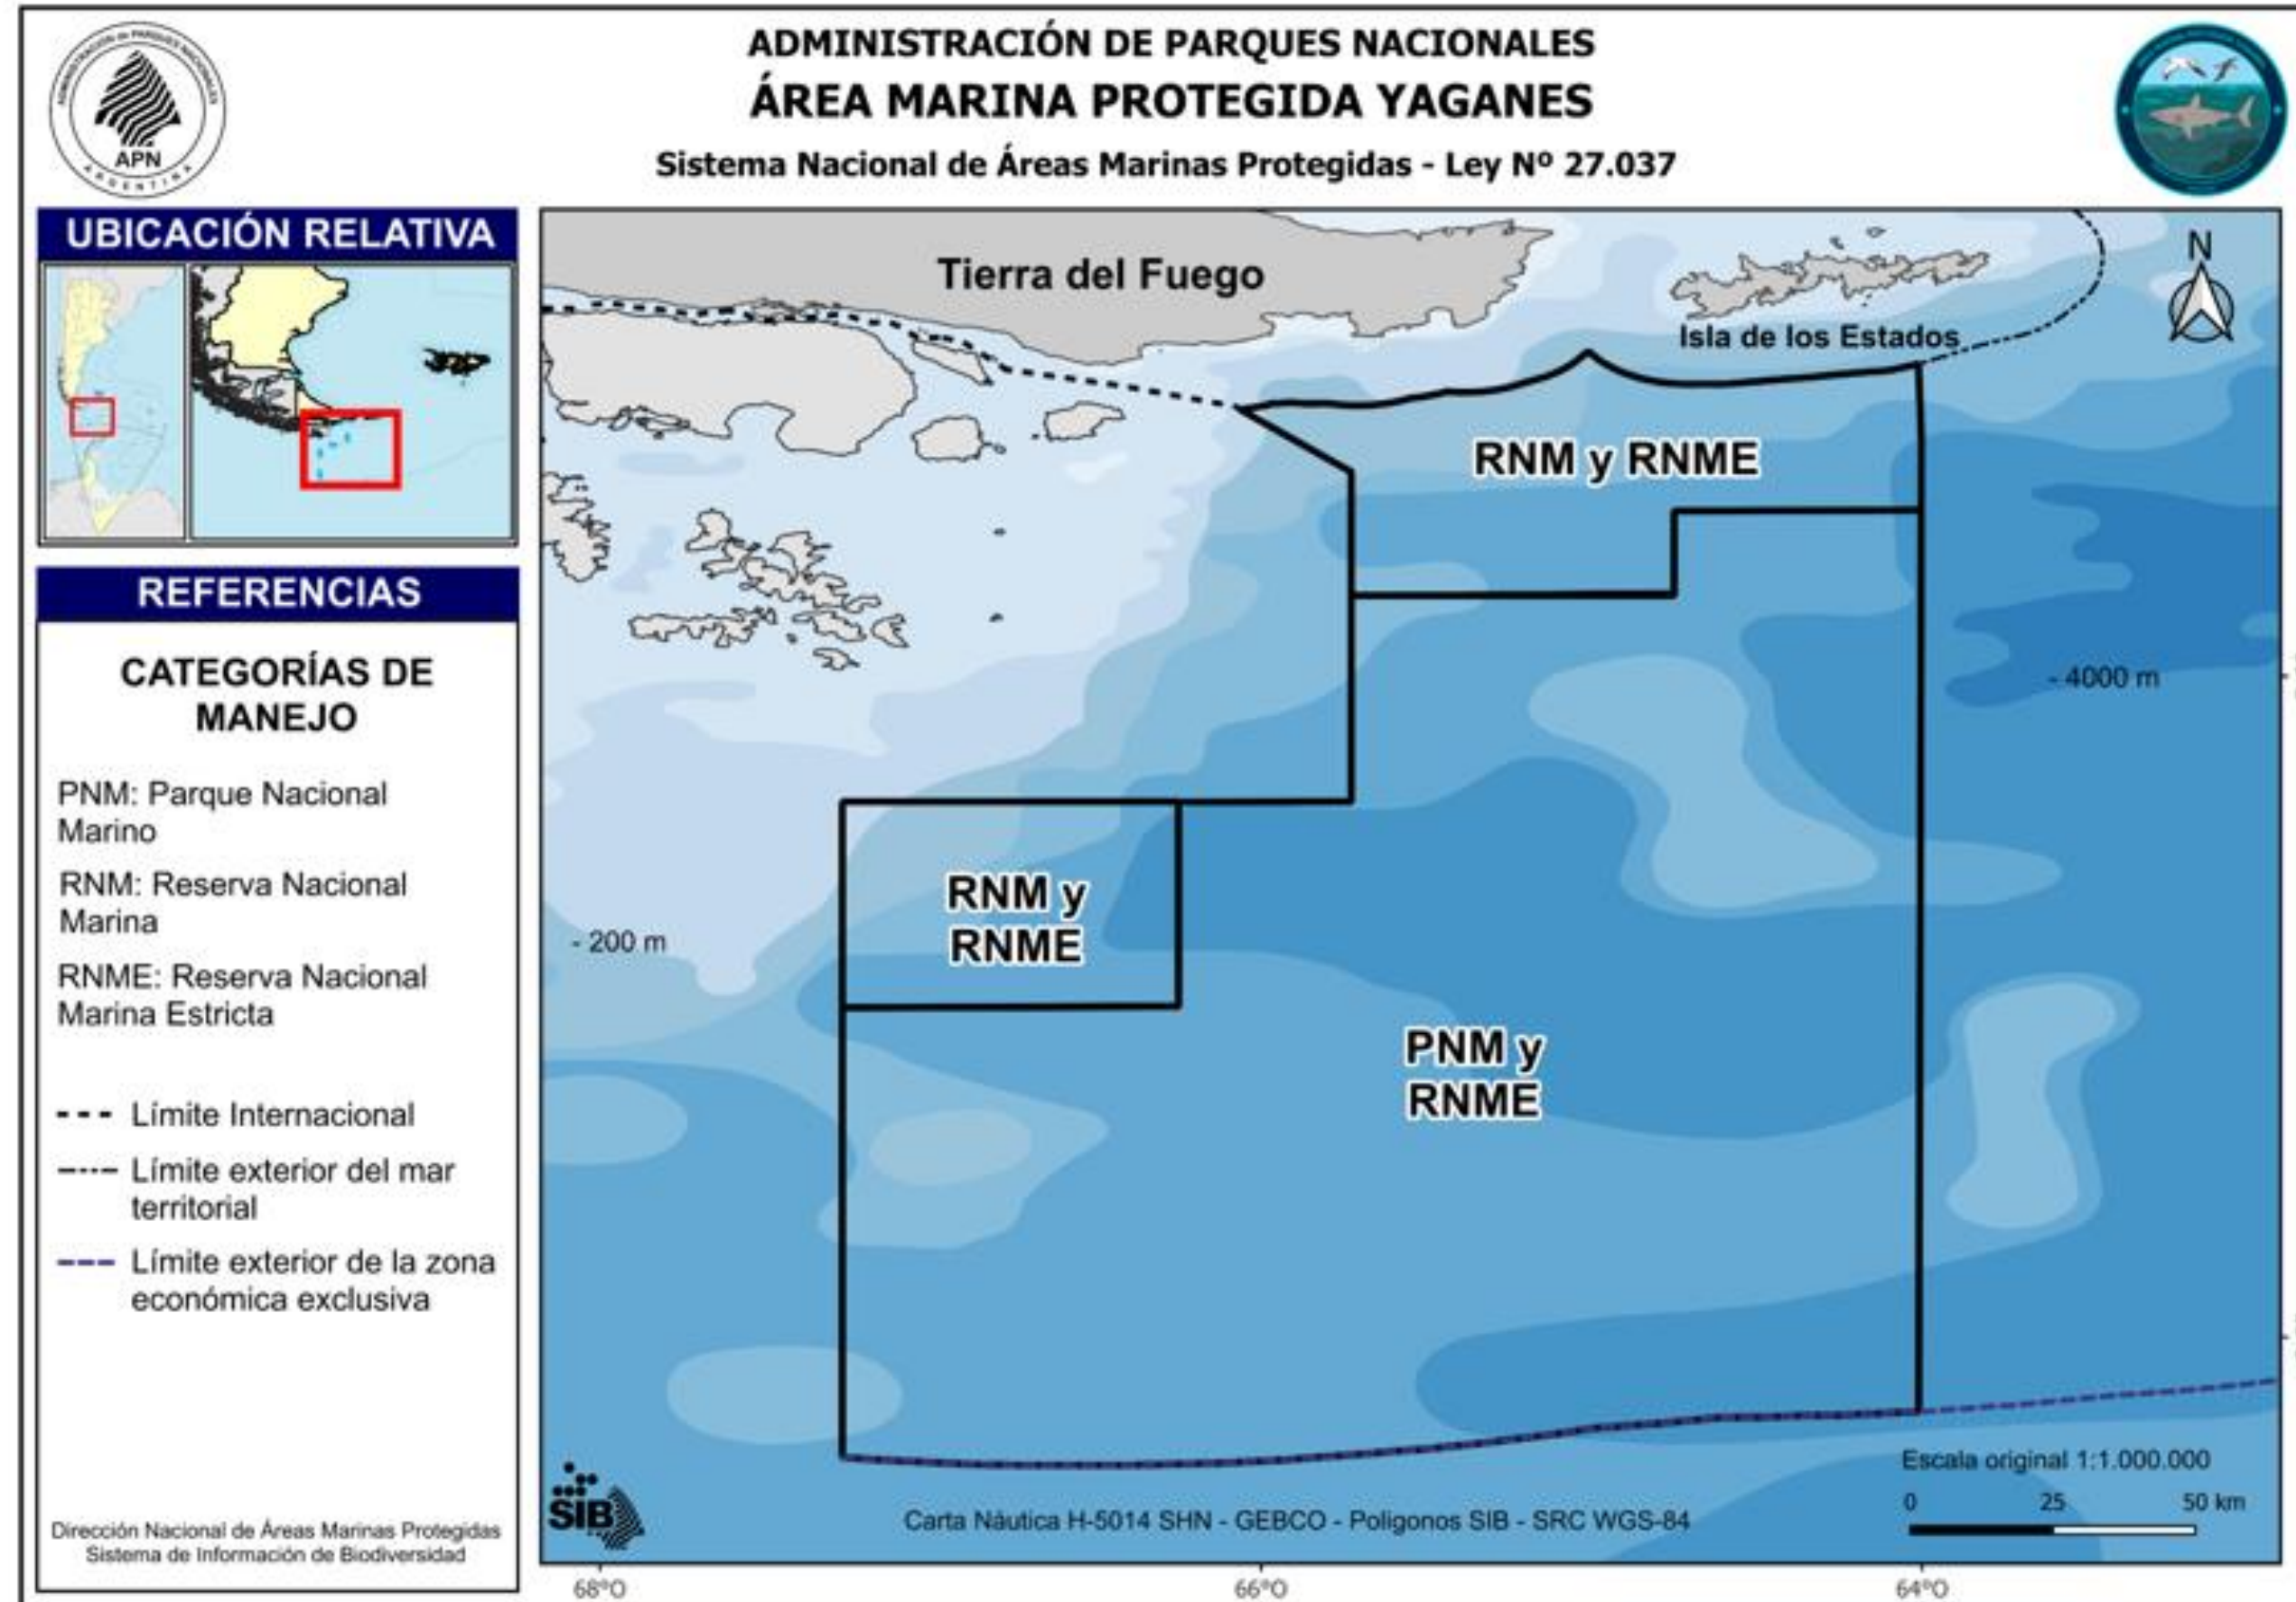 ADMINISTRACIÓN DE PARQUES NACIONALES
ÁREA MARINA PROTEGIDA YAGANES
Sistema Nacional de Áreas Marinas Protegidas - Ley Nº 27.037
ADMINISTRACIÓN de PARQUES NACIONALES
APN
ARGENTINA
UBICACIÓN RELATIVA
REFERENCIAS
CATEGORÍAS DE
MANEJO
PNM: Parque Nacional
Marino
RNM: Reserva Nacional
Marina
RNME: Reserva Nacional
Marina Estricta
Límite Internacional
Límite exterior del mar
territorial
Límite exterior de la zona
económica exclusiva
Dirección Nacional de Áreas Marinas Protegidas
Sistema de Información de Biodiversidad
Tierra del Fuego
N
Isla de los Estados
RNM y RNME
- 4000 m
RNM y
RNME
- 200 m
PNM y
RNME
Escala original 1:1.000.000
0 25 50 km
SIB
Carta Náutica H-5014 SHN - GEBCO - Poligonos SIB - SRC WGS-84
68°O 66°O 64°O